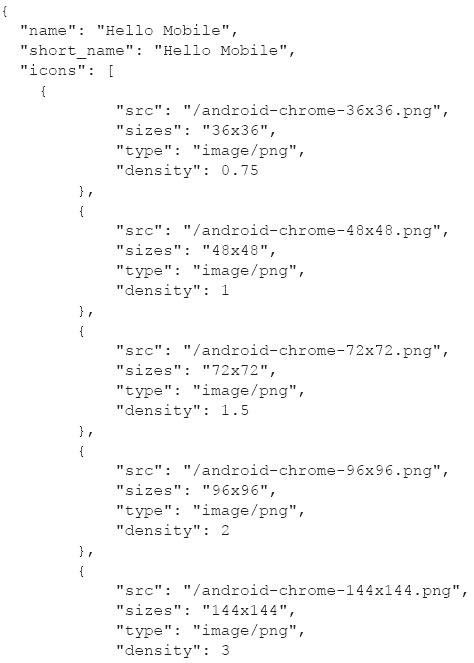 {
  "name": "Hello Mobile",
  "short_name": "Hello Mobile",
  "icons": [
    {
            "src": "/android-chrome-36x36.png",
            "sizes": "36x36",
            "type": "image/png",
            "density": 0.75
        },
        {
            "src": "/android-chrome-48x48.png",
            "sizes": "48x48",
            "type": "image/png",
            "density": 1
        },
        {
            "src": "/android-chrome-72x72.png",
            "sizes": "72x72",
            "type": "image/png",
            "density": 1.5
        },
        {
            "src": "/android-chrome-96x96.png",
            "sizes": "96x96",
            "type": "image/png",
            "density": 2
        },
        {
            "src": "/android-chrome-144x144.png",
            "sizes": "144x144",
            "type": "image/png",
            "density": 3